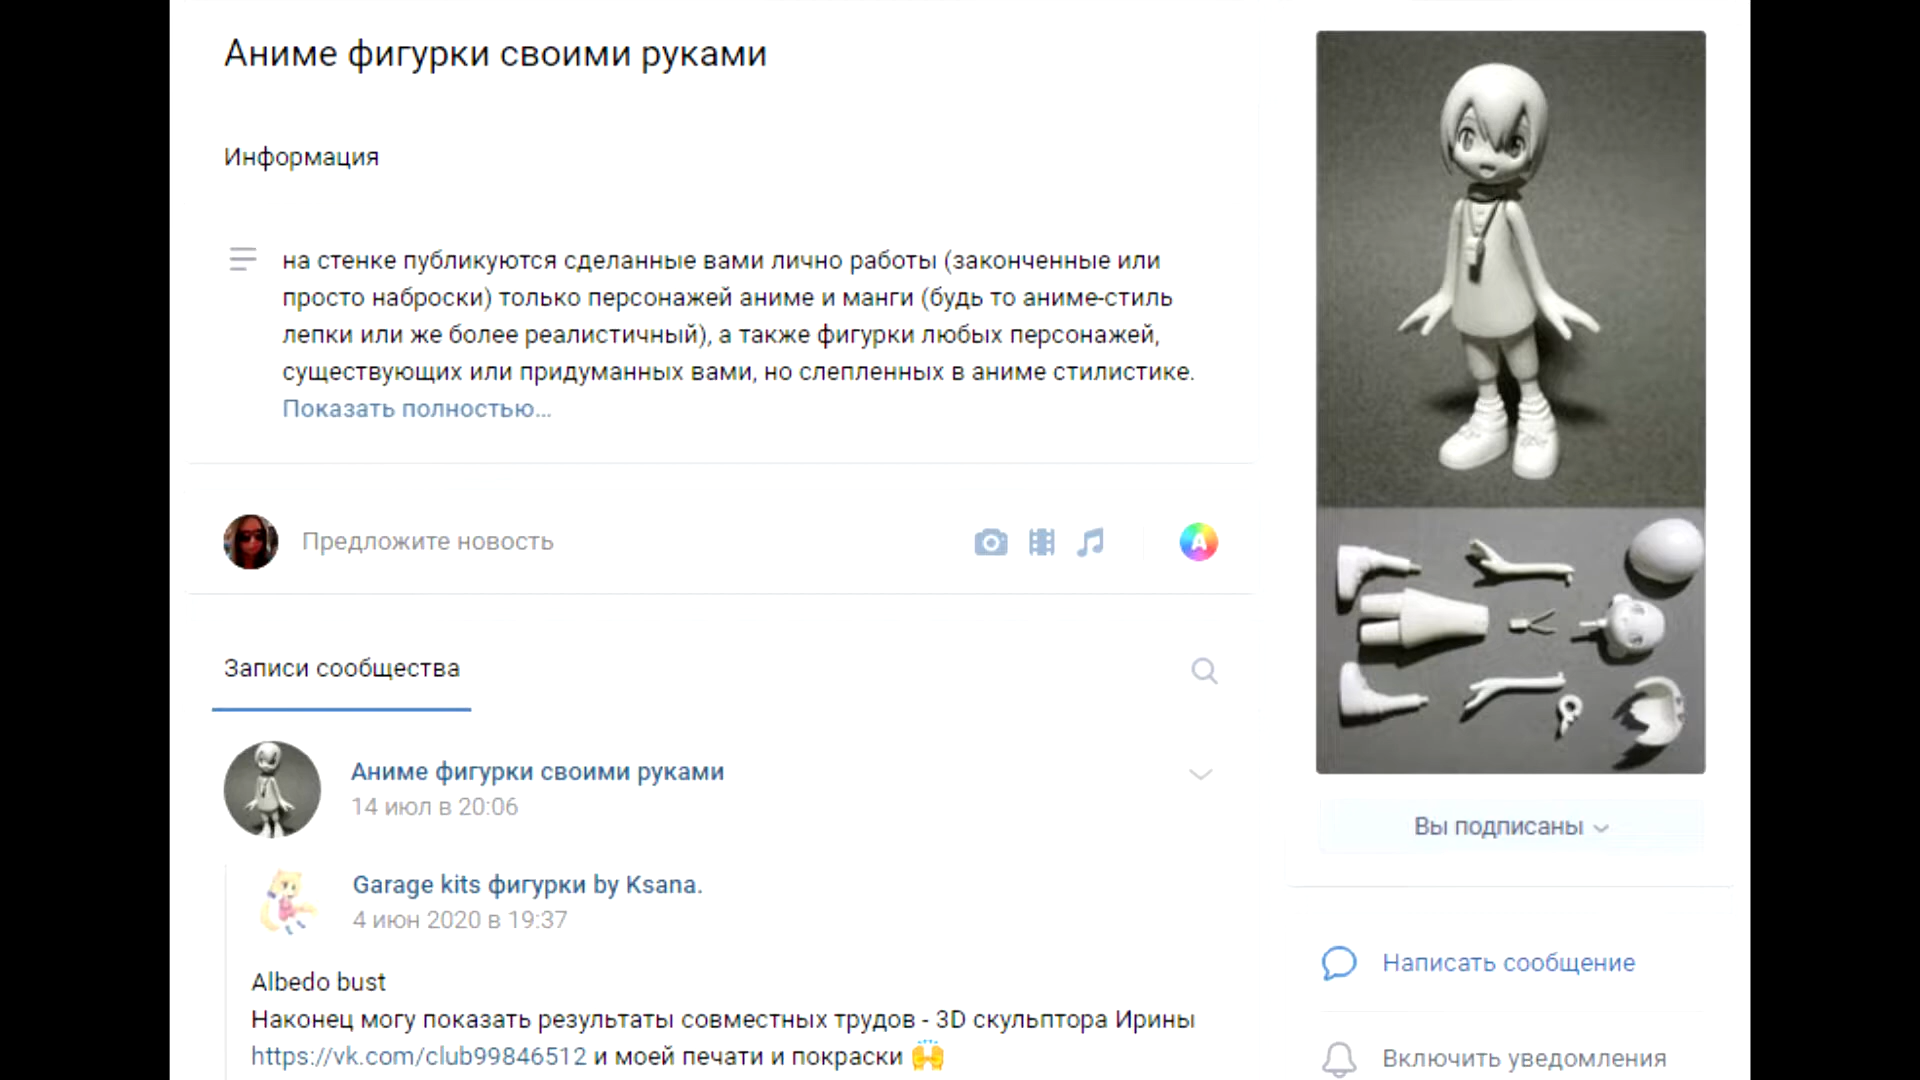 Аниме фигурки своими руками
Информация
на стенке публикуются сделанные вами лично работы (законченные или
просто наброски) только персонажей аниме и манги (будь то аниме-стиль
лепки или же более реалистичный), а также фигурки любых персонажей,
существующих или придуманных вами, но слепленных в аниме стилистике.
Показать полностью...
Предложите новость
A
Записи сообщества
Аниме фигурки своими руками
14 июл в 20:06
Garage kits фигурки by Ksana.
4 июн 2020 в 19:37
Albedo bust
Наконец могу показать результаты совместных трудов - 3D скульптора Ирины
https://vk.com/club99846512 и моей печати и покраски 🙌
Вы подписаны
Написать сообщение
Включить уведомления